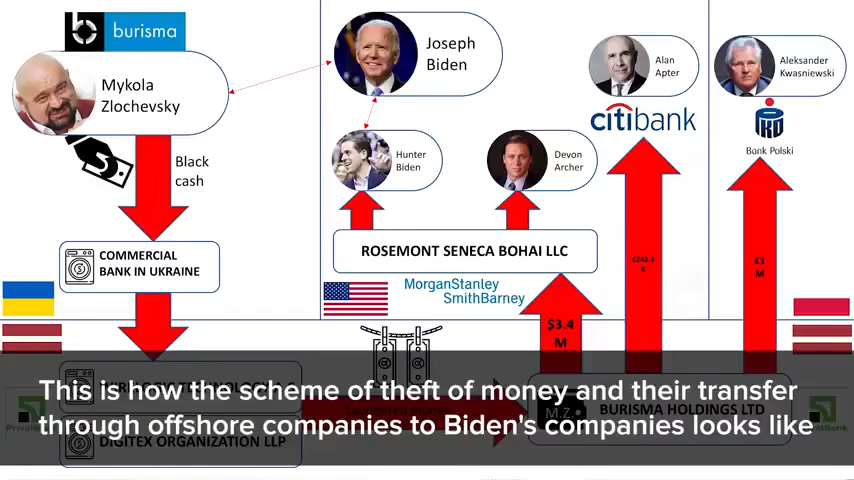 burisma
Mykola
Zlochevsky
Joseph
Biden
Alan
Apter
Aleksander
Kwasniewski
citibank
Bank Polski
Black
cash
Hunter
Biden
Devon
Archer
COMMERCIAL
BANK IN UKRAINE
ROSEMONT SENECA BOHAI LLC
MorganStanley
SmithBarney
$3.4
M
€1
M
This is how the scheme of theft of money and their transfer
through offshore companies to Biden's companies looks like
M.Z.
BURISMA HOLDINGS LTD
DIGITEX ORGANIZATION LLP